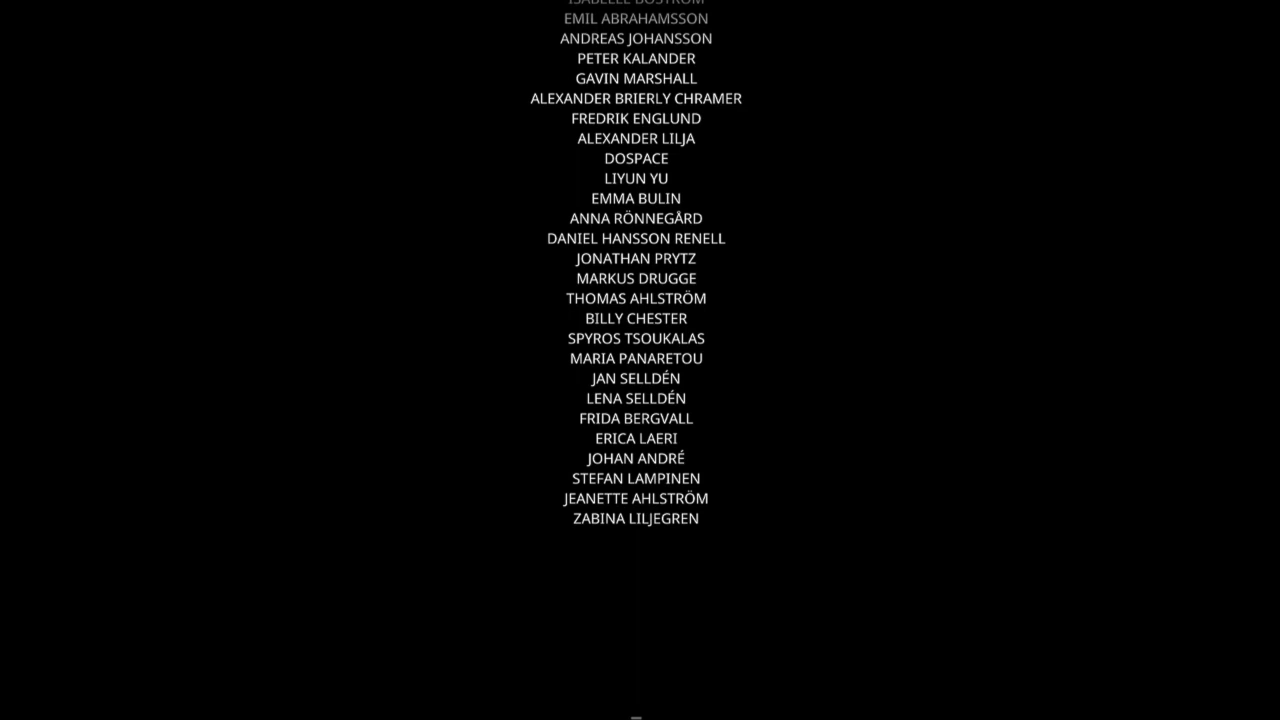 ISABELLE BOSTRÖM
EMIL ABRAHAMSSON
ANDREAS JOHANSSON
PETER KALANDER
GAVIN MARSHALL
ALEXANDER BRIERLY CHRAMER
FREDRIK ENGLUND
ALEXANDER LILJA
DOSPACE
LIYUN YU
EMMA BULIN
ANNA RÖNNEGÅRD
DANIEL HANSSON RENELL
JONATHAN PRYTZ
MARKUS DRUGGE
THOMAS AHLSTRÖM
BILLY CHESTER
SPYROS TSOUKALAS
MARIA PANARETOU
JAN SELLDÉN
LENA SELLDÉN
FRIDA BERGVALL
ERICA LAERI
JOHAN ANDRÉ
STEFAN LAMPINEN
JEANETTE AHLSTRÖM
ZABINA LILJEGREN